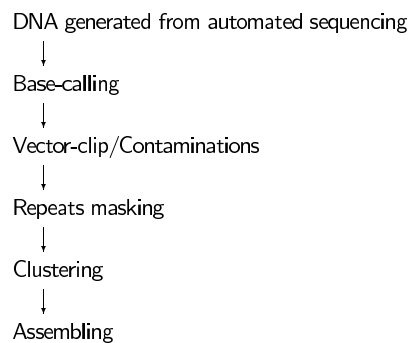 DNA generated from automated sequencing
Base-calling
Vector-clip/Contaminations
Repeats masking
Clustering
Assembling